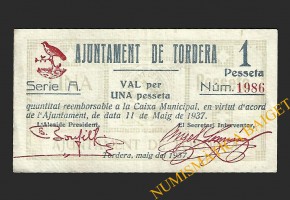 AJUNTAMENT DE TORDERA
1
Pesseta
Serie A.
VAL per
UNA pesseta
Núm. 1986
quantitat reemborsable a la Caixa Municipal, en virtut d'acord
de l'Ajuntament, de data 11 de Maig de 1937.
L'Alcalde President,
El Secretari Interventor,
Tordera, maig del 1937
NUMISMATICA BAIGET